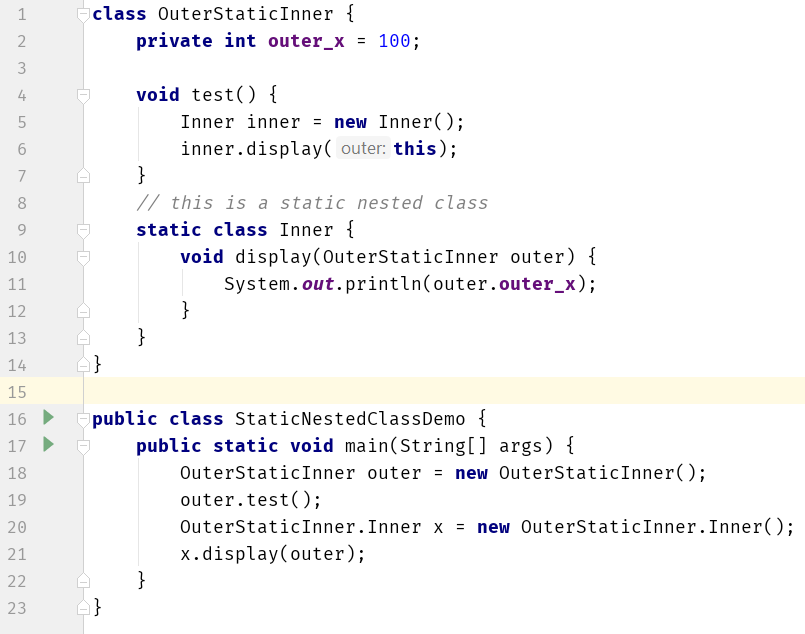 1 class OuterStaticInner {
2     private int outer_x = 100;
3
4     void test() {
5         Inner inner = new Inner();
6         inner.display( outer: this);
7     }
8     // this is a static nested class
9     static class Inner {
10         void display(OuterStaticInner outer) {
11             System.out.println(outer.outer_x);
12         }
13     }
14 }
15
16 public class StaticNestedClassDemo {
17     public static void main(String[] args) {
18         OuterStaticInner outer = new OuterStaticInner();
19         outer.test();
20         OuterStaticInner.Inner x = new OuterStaticInner.Inner();
21         x.display(outer);
22     }
23 }